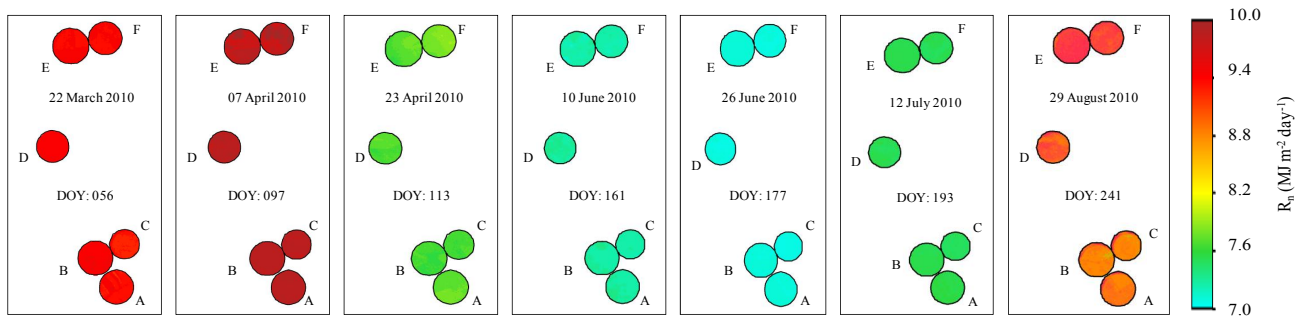 F
E
22 March 2010
D
DOY: 056
C
B
A
F
E
07 April 2010
D
DOY: 097
C
B
A
F
E
23 April 2010
D
DOY: 113
C
B
A
F
E
10 June 2010
D
DOY: 161
C
B
A
F
E
26 June 2010
D
DOY: 177
C
B
A
F
E
12 July 2010
D
DOY: 193
C
B
A
F
E
29 August 2010
D
DOY: 241
C
B
A
10.0
9.4
8.8
8.2
7.6
7.0
Rn (MJ m-2 day-1)